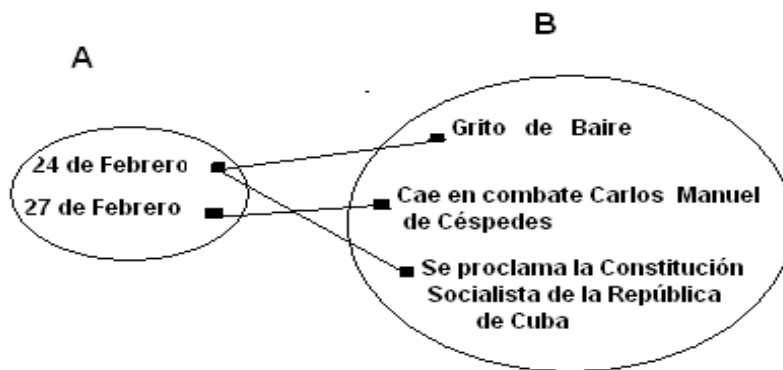 A
B
24 de Febrero
27 de Febrero
Grito de Baire
Cae en combate Carlos Manuel
de Céspedes
Se proclama la Constitución
Socialista de la República
de Cuba